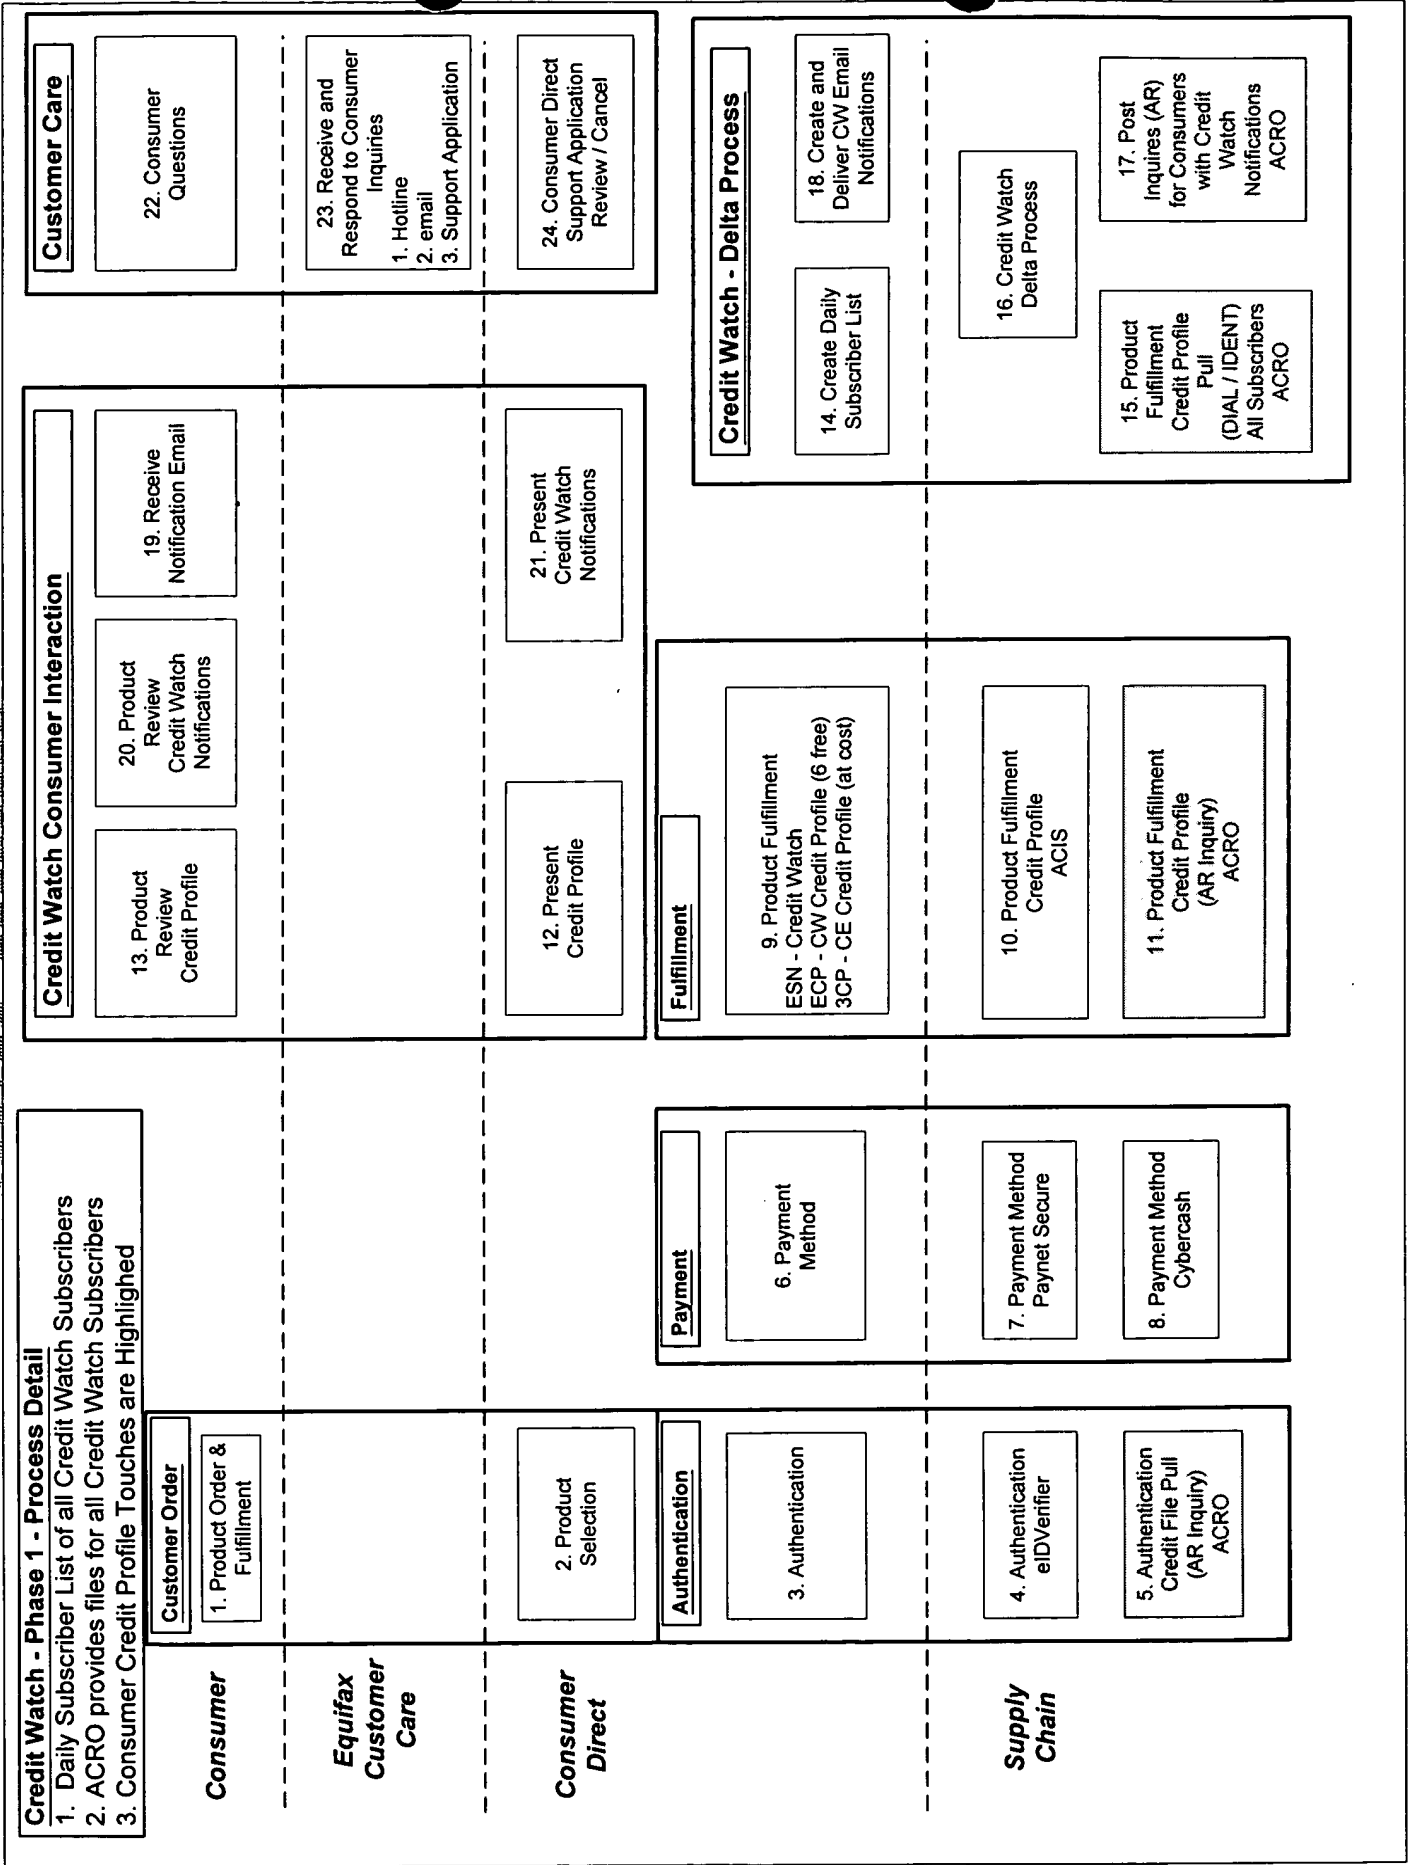 Credit Watch - Phase 1 - Process Detail
1. Daily Subscriber List of all Credit Watch Subscribers
2. ACRO provides files for all Credit Watch Subscribers
3. Consumer Credit Profile Touches are Highlighed
Consumer
Equifax
Customer
Care
Consumer
Direct
Supply
Chain
Customer Order
1. Product Order &
Fulfillment
2. Product
Selection
Authentication
3. Authentication
4. Authentication
eIDVerifier
5. Authentication
Credit File Pull
(AR Inquiry)
ACRO
Payment
6. Payment
Method
7. Payment Method
Paynet Secure
8. Payment Method
Cybercash
Credit Watch Consumer Interaction
13. Product
Review
Credit Profile
20. Product
Review
Credit Watch
Notifications
19. Receive
Notification Email
12. Present
Credit Profile
21. Present
Credit Watch
Notifications
Fulfillment
9. Product Fulfillment
ESN - Credit Watch
ECP - CW Credit Profile (6 free)
3CP - CE Credit Profile (at cost)
10. Product Fulfillment
Credit Profile
ACIS
11. Product Fulfillment
Credit Profile
(AR Inquiry)
ACRO
Customer Care
22. Consumer
Questions
23. Receive and
Respond to Consumer
Inquiries
1. Hotline
2. email
3. Support Application
24. Consumer Direct
Support Application
Review / Cancel
Credit Watch - Delta Process
14. Create Daily
Subscriber List
18. Create and
Deliver CW Email
Notifications
16. Credit Watch
Delta Process
15. Product
Fulfillment
Credit Profile
Pull
(DIAL / IDENT)
All Subscribers
ACRO
17. Post
Inquires (AR)
for Consumers
with Credit
Watch
Notifications
ACRO